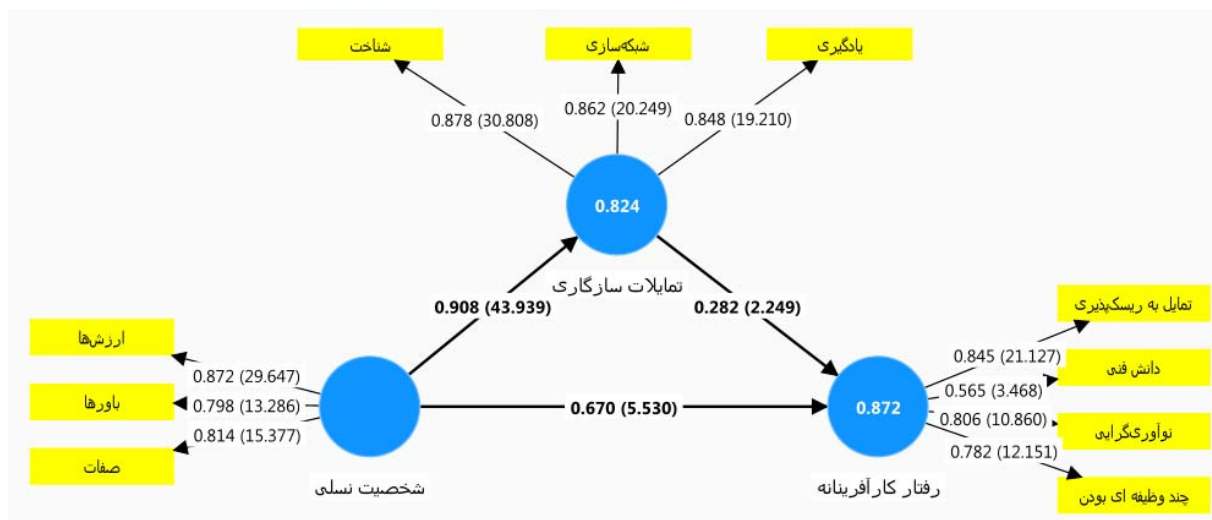 شناخت
شبکه‌سازی
یادگیری
0.878 (30.808)
0.862 (20.249)
0.848 (19.210)
0.824
تمایلات سازگاری
0.908 (43.939)
0.282 (2.249)
ارزش‌ها
باورها
صفات
0.872 (29.647)
0.798 (13.286)
0.814 (15.377)
شخصیت نسلی
0.670 (5.530)
0.872
رفتار کارآفرینانه
0.845 (21.127)
0.565 (3.468)
0.806 (10.860)
0.782 (12.151)
تمایل به ریسک‌پذیری
دانش فنی
نوآوری‌گرایی
چند وظیفه ای بودن